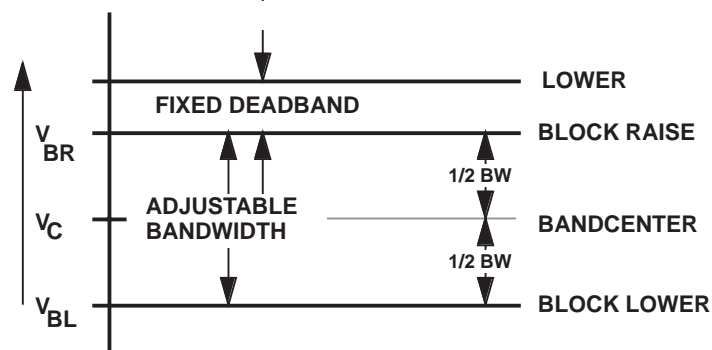 LOWER
FIXED DEADBAND
V BR
BLOCK RAISE
1/2 BW
ADJUSTABLE
BANDWIDTH
V C
BANDCENTER
1/2 BW
V BL
BLOCK LOWER